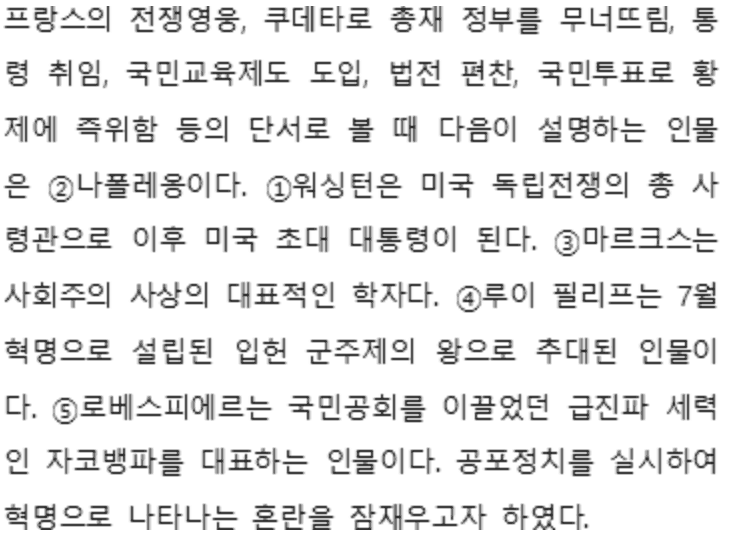 프랑스의 전쟁영웅, 쿠데타로 총재 정부를 무너뜨림, 통
령 취임, 국민교육제도 도입, 법전 편찬, 국민투표로 황
제에 즉위함 등의 단서로 볼 때 다음이 설명하는 인물
은 ②나폴레옹이다. ①워싱턴은 미국 독립전쟁의 총 사
령관으로 이후 미국 초대 대통령이 된다. ③마르크스는
사회주의 사상의 대표적인 학자다. ④루이 필리프는 7월
혁명으로 설립된 입헌 군주제의 왕으로 추대된 인물이
다. ⑤로베스피에르는 국민공회를 이끌었던 급진파 세력
인 자코뱅파를 대표하는 인물이다. 공포정치를 실시하여
혁명으로 나타나는 혼란을 잠재우고자 하였다.